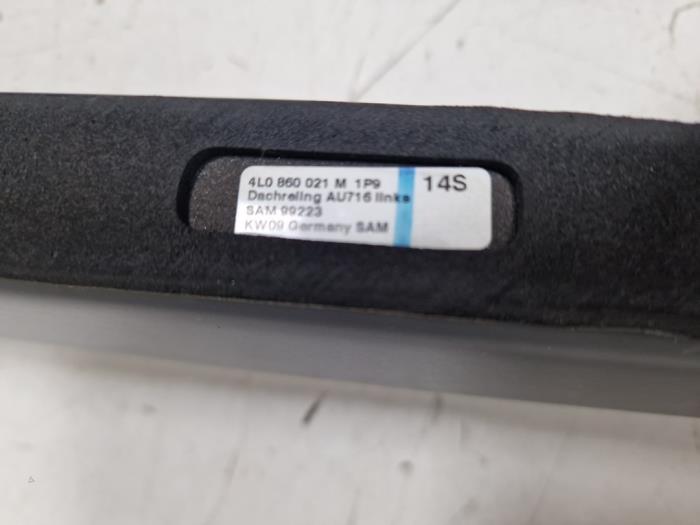 4L0 860 021 M 1P9
Dachreling AU716 links
SAM 99223
KW09 Germany SAM
14S